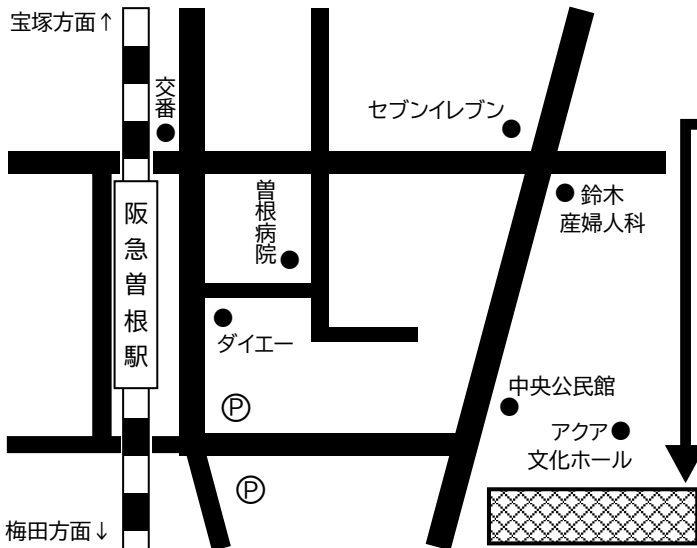 宝塚方面↑
交番
セブンイレブン
曽根病院
鈴木
産婦人科
阪急曽根駅
ダイエー
Ⓟ
中央公民館
アクア
文化ホール
Ⓟ
梅田方面↓